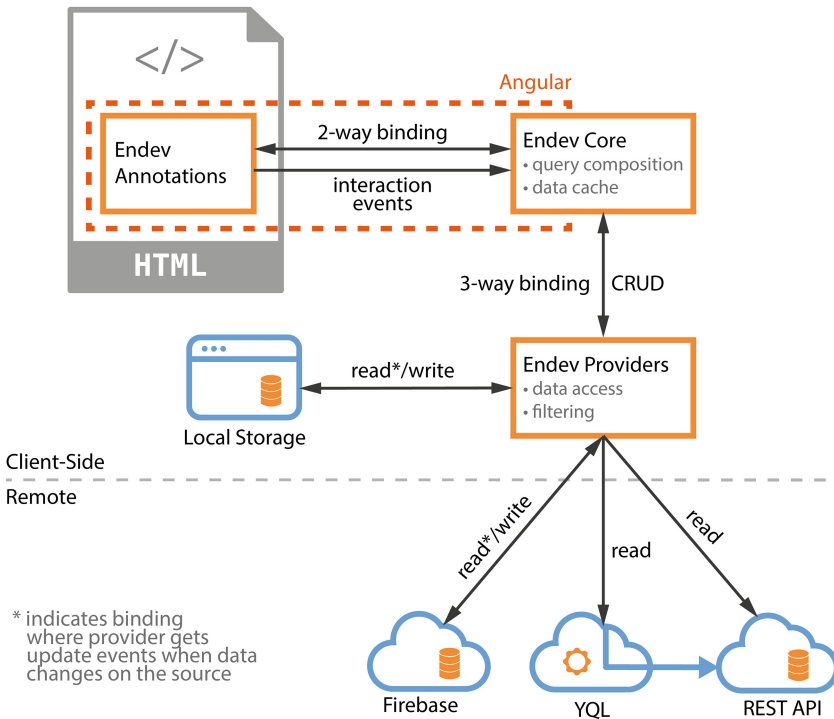 </>
Angular
Endev
Annotations
2-way binding
interaction
events
Endev Core
• query composition
• data cache
HTML
3-way binding CRUD
Endev Providers
• data access
• filtering
read*/write
Local Storage
Client-Side
Remote
read*/write
read
read
* indicates binding
where provider gets
update events when data
changes on the source
Firebase
YQL
REST API